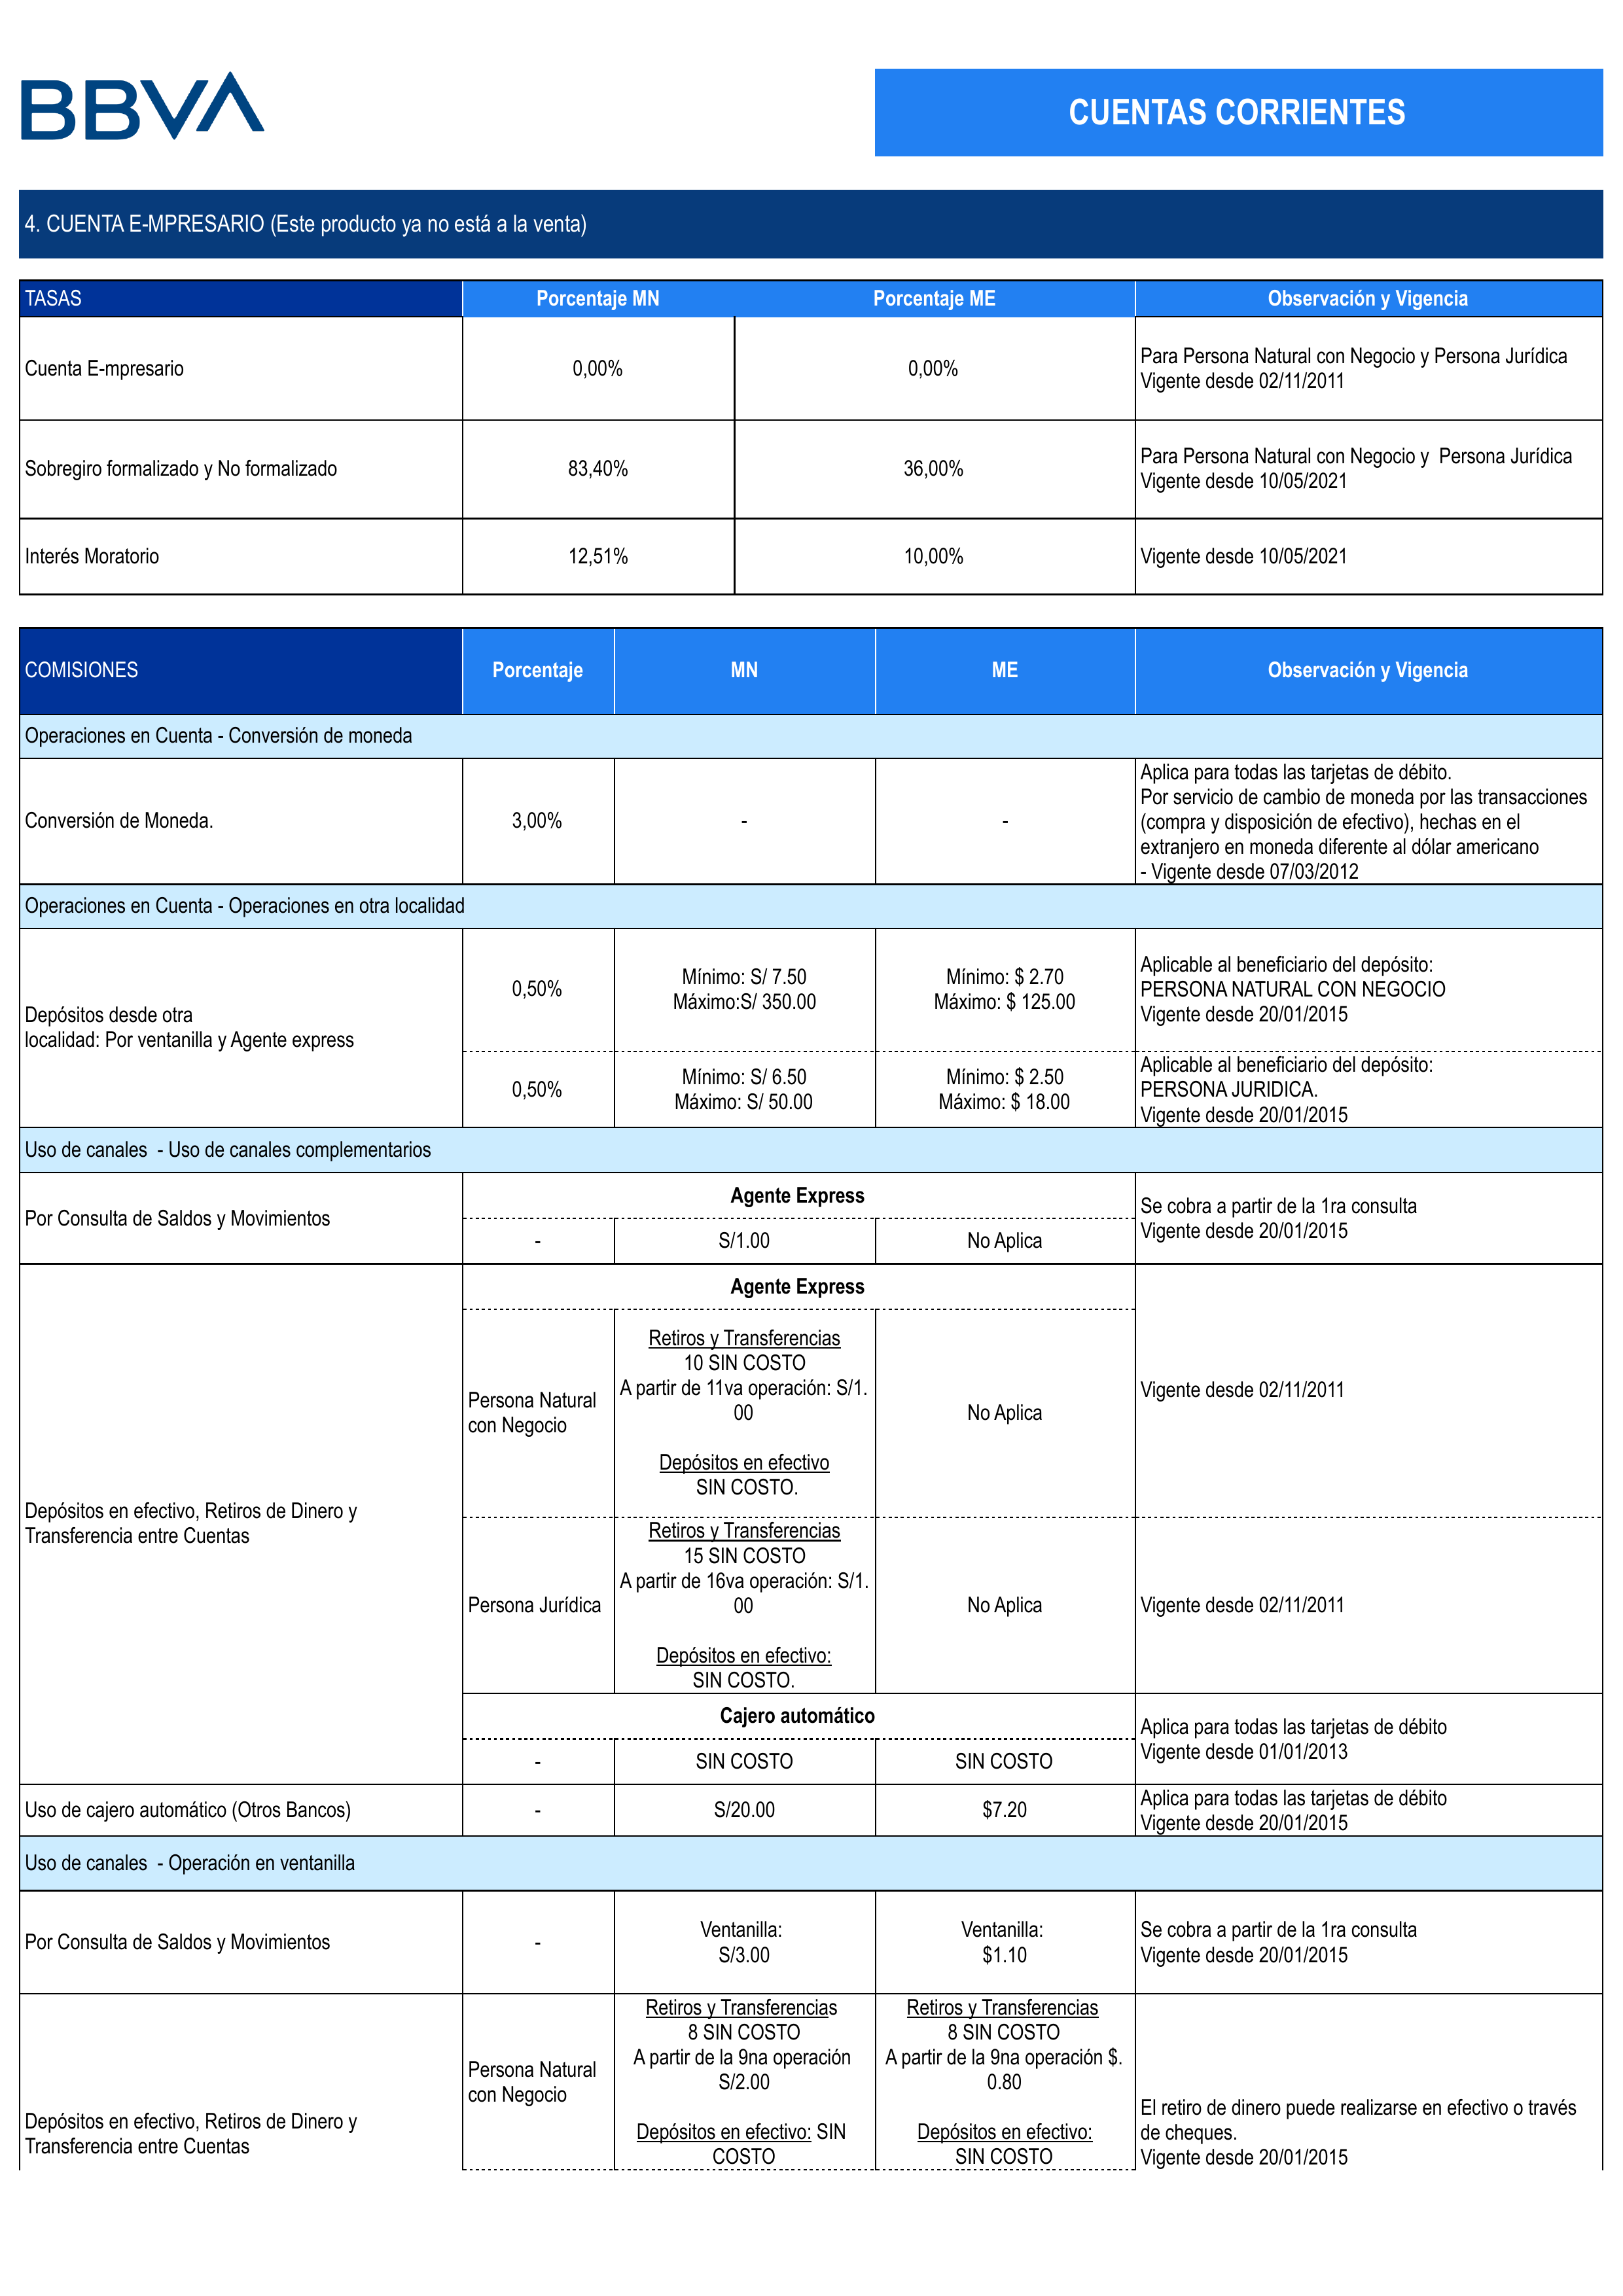 BBVA
CUENTAS CORRIENTES
4. CUENTA E-MPRESARIO (Este producto ya no está a la venta)
TASAS
Porcentaje MN
Porcentaje ME
Observación y Vigencia
Cuenta E-mpresario
0,00%
0,00%
Para Persona Natural con Negocio y Persona Jurídica
Vigente desde 02/11/2011
Sobregiro formalizado y No formalizado
83,40%
36,00%
Para Persona Natural con Negocio y  Persona Jurídica
Vigente desde 10/05/2021
Interés Moratorio
12,51%
10,00%
Vigente desde 10/05/2021
COMISIONES
Porcentaje
MN
ME
Observación y Vigencia
Operaciones en Cuenta - Conversión de moneda
Conversión de Moneda.
3,00%
-
-
Aplica para todas las tarjetas de débito.
Por servicio de cambio de moneda por las transacciones
(compra y disposición de efectivo), hechas en el
extranjero en moneda diferente al dólar americano
- Vigente desde 07/03/2012
Operaciones en Cuenta - Operaciones en otra localidad
Depósitos desde otra
localidad: Por ventanilla y Agente express
0,50%
Mínimo: S/ 7.50
Máximo:S/ 350.00
Mínimo: $ 2.70
Máximo: $ 125.00
Aplicable al beneficiario del depósito:
PERSONA NATURAL CON NEGOCIO
Vigente desde 20/01/2015
0,50%
Mínimo: S/ 6.50
Máximo: S/ 50.00
Mínimo: $ 2.50
Máximo: $ 18.00
Aplicable al beneficiario del depósito:
PERSONA JURIDICA.
Vigente desde 20/01/2015
Uso de canales  - Uso de canales complementarios
Por Consulta de Saldos y Movimientos
Agente Express
-
S/1.00
No Aplica
Se cobra a partir de la 1ra consulta
Vigente desde 20/01/2015
Depósitos en efectivo, Retiros de Dinero y
Transferencia entre Cuentas
Agente Express
Persona Natural
con Negocio
Retiros y Transferencias
10 SIN COSTO
A partir de 11va operación: S/1.
00
Depósitos en efectivo
SIN COSTO.
No Aplica
Vigente desde 02/11/2011
Persona Jurídica
Retiros y Transferencias
15 SIN COSTO
A partir de 16va operación: S/1.
00
Depósitos en efectivo:
SIN COSTO.
No Aplica
Vigente desde 02/11/2011
Cajero automático
-
SIN COSTO
SIN COSTO
Aplica para todas las tarjetas de débito
Vigente desde 01/01/2013
Uso de cajero automático (Otros Bancos)
-
S/20.00
$7.20
Aplica para todas las tarjetas de débito
Vigente desde 20/01/2015
Uso de canales  - Operación en ventanilla
Por Consulta de Saldos y Movimientos
-
Ventanilla:
S/3.00
Ventanilla:
$1.10
Se cobra a partir de la 1ra consulta
Vigente desde 20/01/2015
Depósitos en efectivo, Retiros de Dinero y
Transferencia entre Cuentas
Persona Natural
con Negocio
Retiros y Transferencias
8 SIN COSTO
A partir de la 9na operación
S/2.00
Depósitos en efectivo: SIN
COSTO
Retiros y Transferencias
8 SIN COSTO
A partir de la 9na operación $.
0.80
Depósitos en efectivo:
SIN COSTO
El retiro de dinero puede realizarse en efectivo o través
de cheques.
Vigente desde 20/01/2015